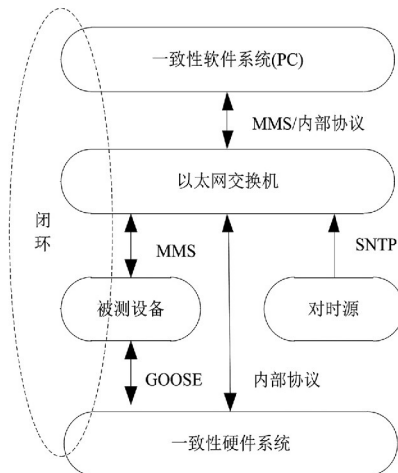 一致性软件系统(PC)
MMS/内部协议
以太网交换机
闭
环
MMS
SNTP
被测设备
对时源
GOOSE
内部协议
一致性硬件系统